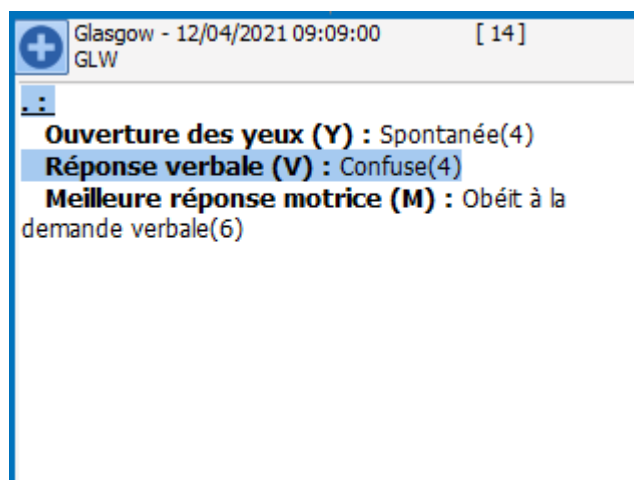 Glasgow - 12/04/2021 09:09:00 [ 14]
GLW
. :
Ouverture des yeux (Y) : Spontanée(4)
Réponse verbale (V) : Confuse(4)
Meilleure réponse motrice (M) : Obéit à la
demande verbale(6)